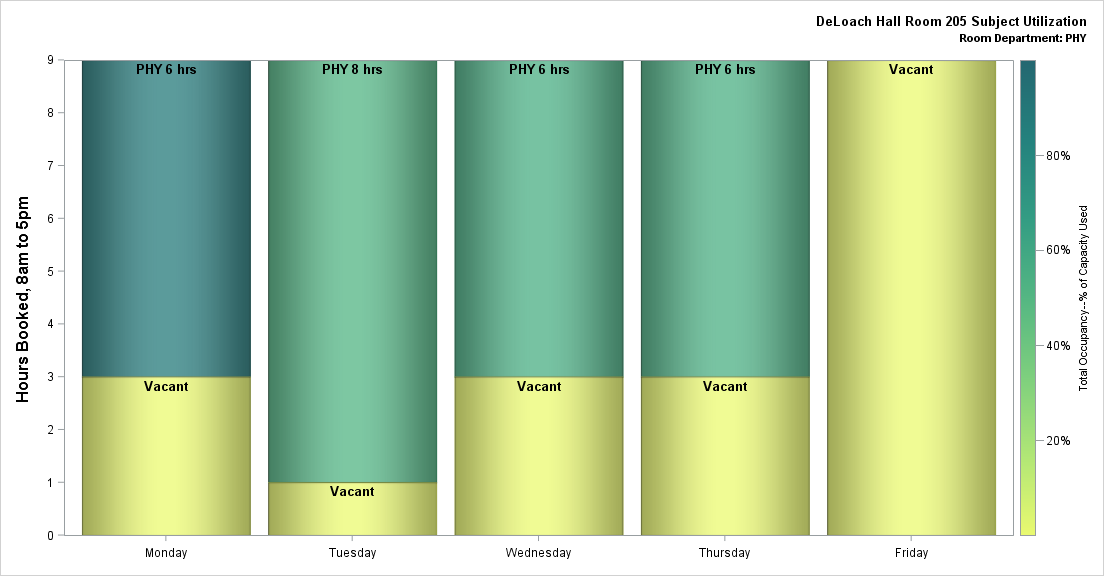 DeLoach Hall Room 205 Subject Utilization
Room Department: PHY
Hours Booked, 8am to 5pm
9
8
7
6
5
4
3
2
1
0
PHY 6 hrs
PHY 8 hrs
PHY 6 hrs
PHY 6 hrs
Vacant
Vacant
Vacant
Vacant
Vacant
Monday
Tuesday
Wednesday
Thursday
Friday
80%
60%
40%
20%
Total Occupancy--% of Capacity Used